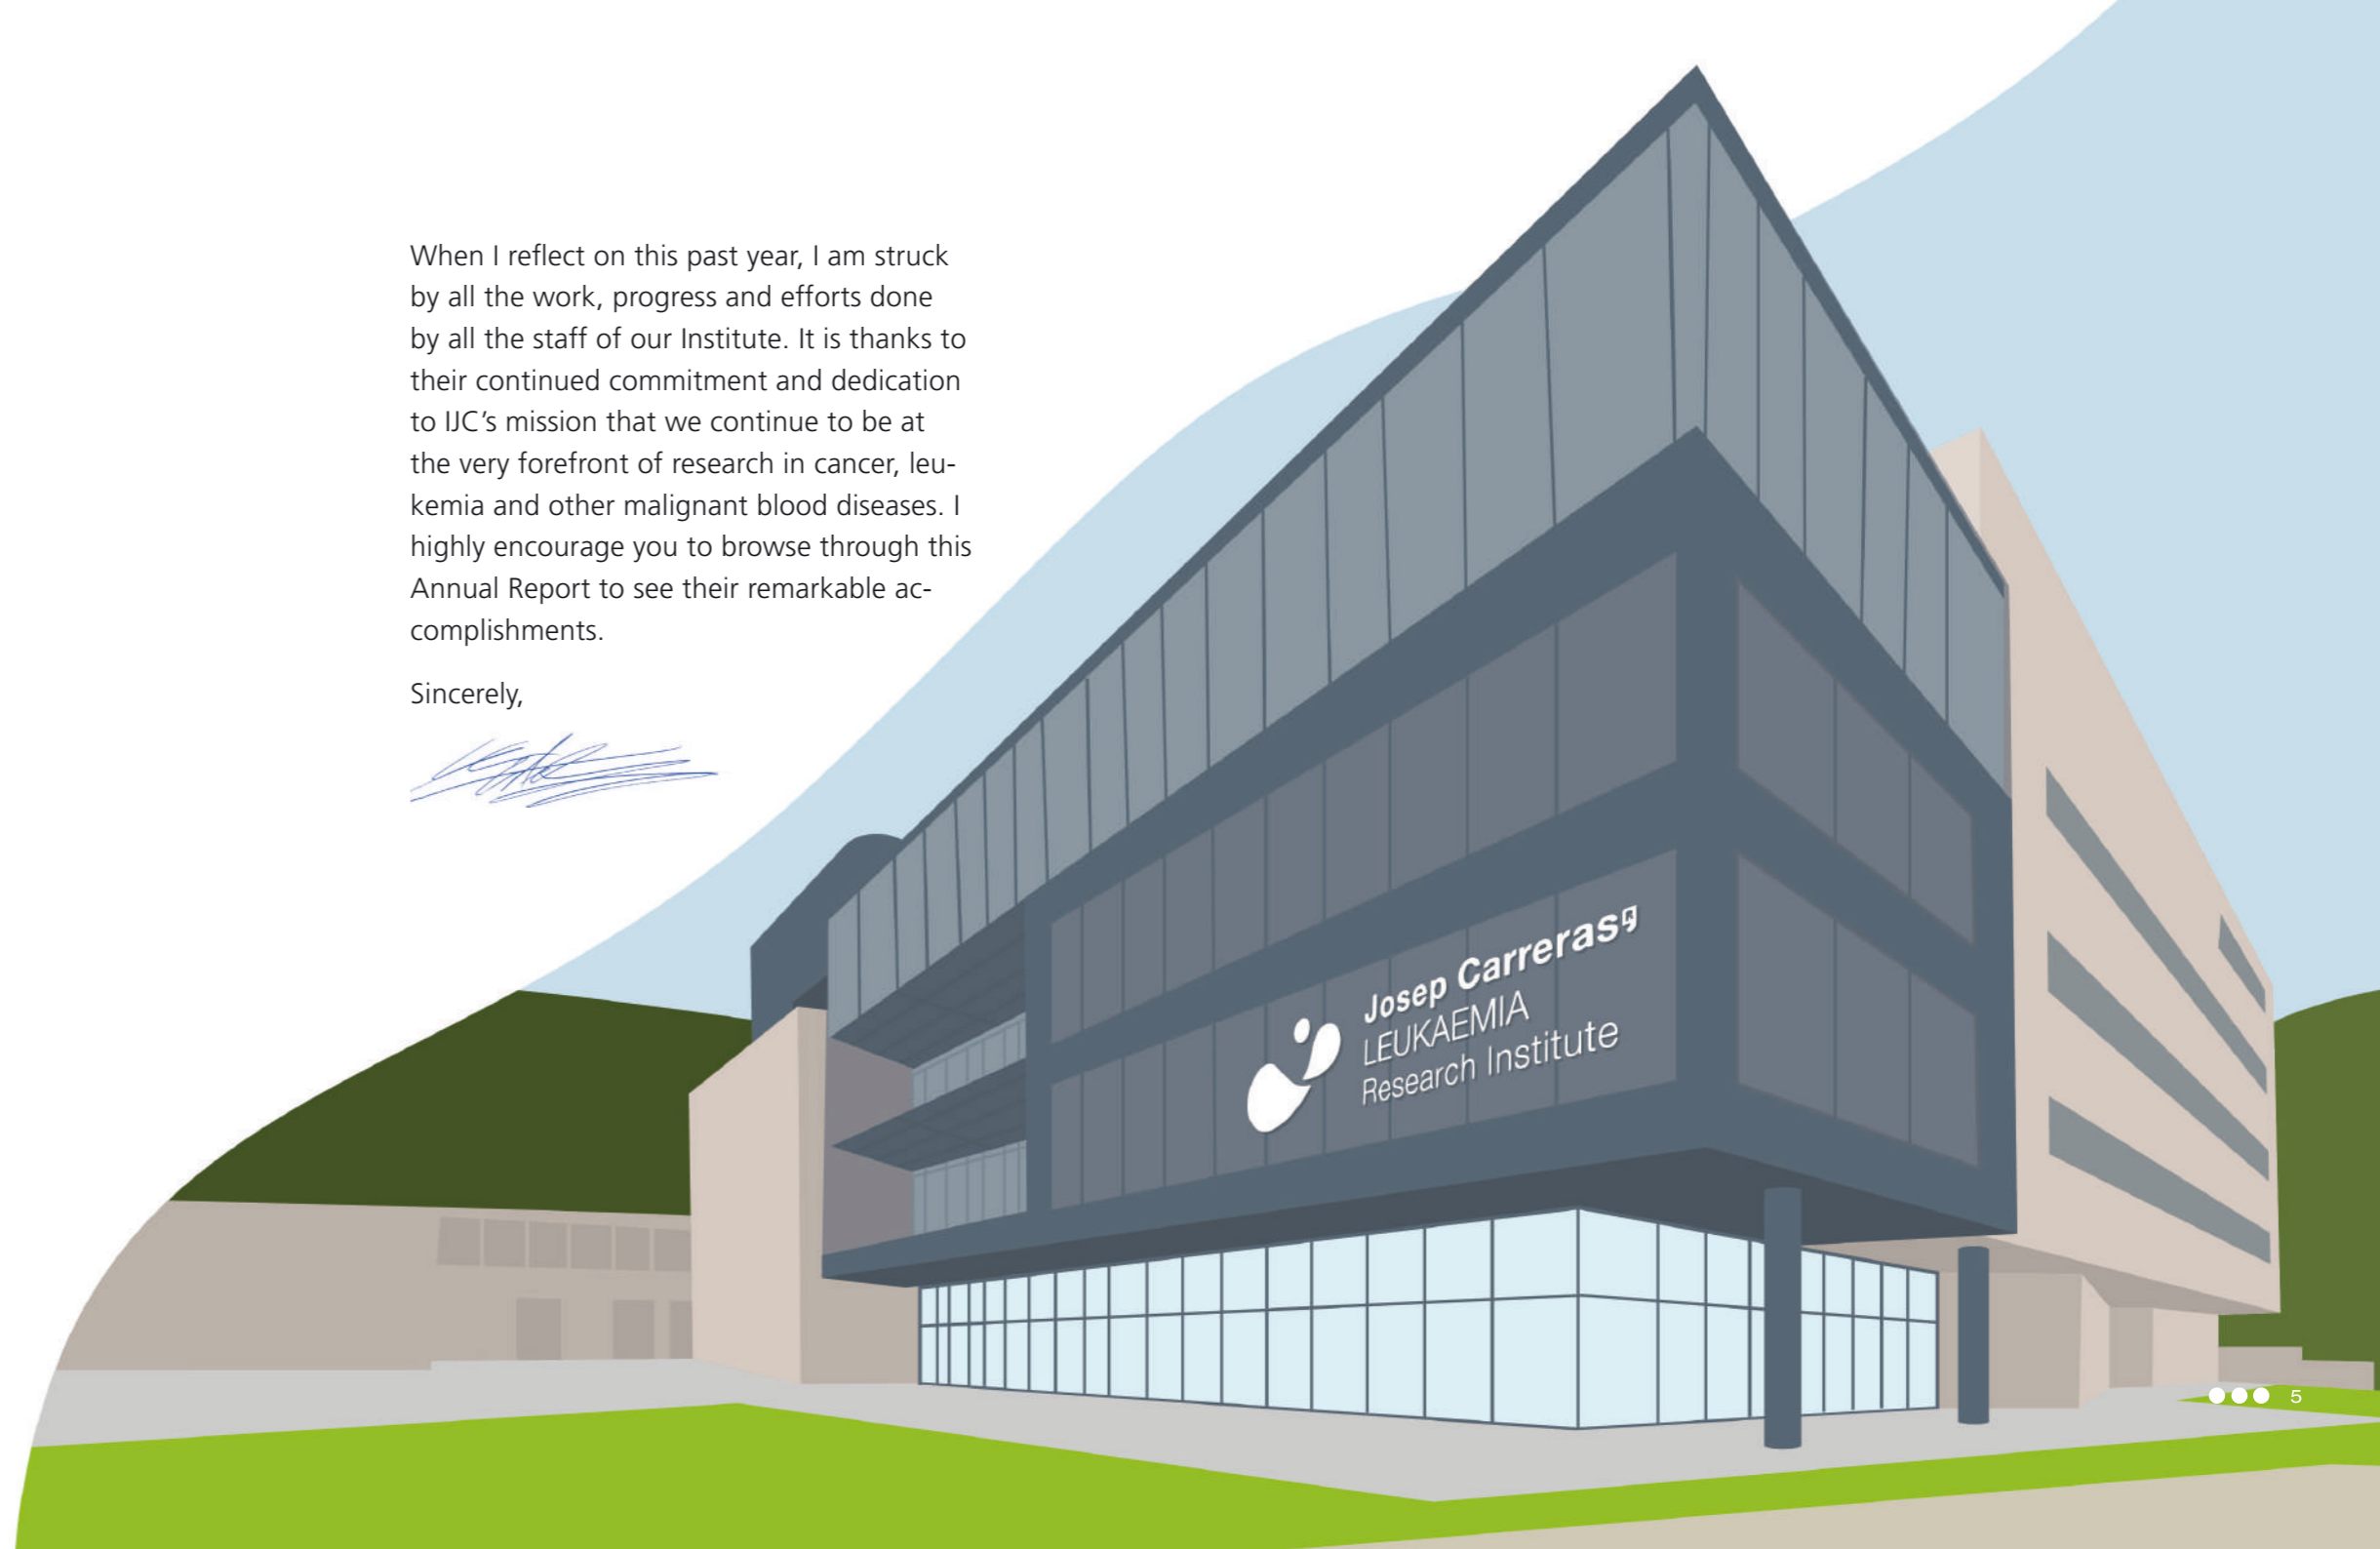 When I reflect on this past year, I am struck
by all the work, progress and efforts done
by all the staff of our Institute. It is thanks to
their continued commitment and dedication
to IJC’s mission that we continue to be at
the very forefront of research in cancer, leu-
kemia and other malignant blood diseases. I
highly encourage you to browse through this
Annual Report to see their remarkable ac-
complishments.
Sincerely,
Josep Carreras
LEUKAEMIA
Research Institute
5